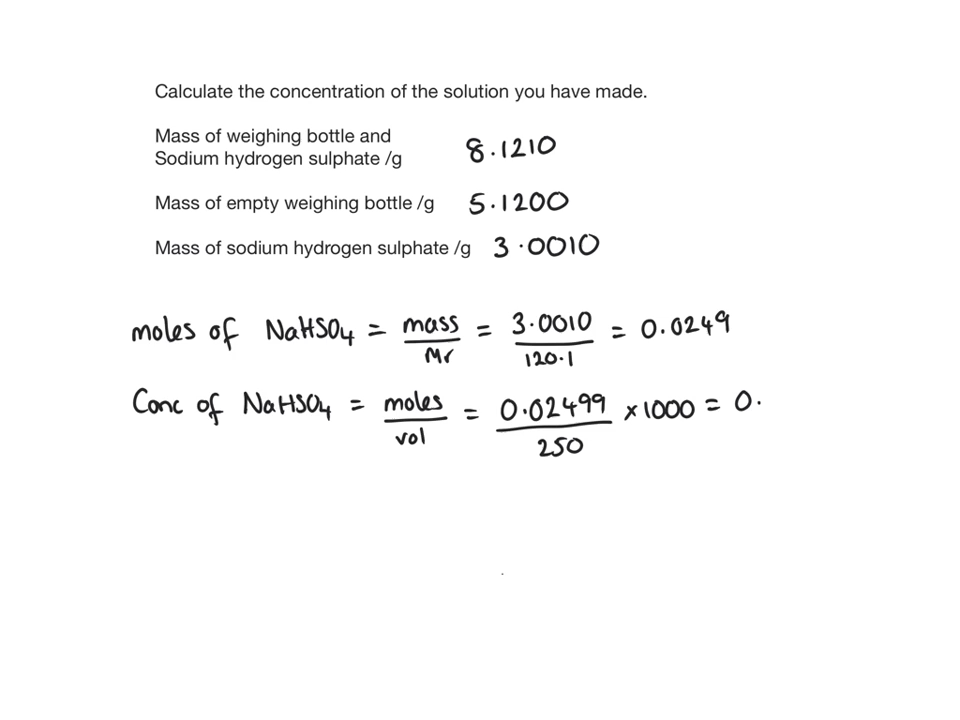 Calculate the concentration of the solution you have made.
Mass of weighing bottle and
Sodium hydrogen sulphate /g 8.1210
Mass of empty weighing bottle /g 5.1200
Mass of sodium hydrogen sulphate /g 3.0010
moles of NaHSO4 = mass/Mr = 3.0010/120.1 = 0.0249
Conc of NaHSO4 = moles/vol = 0.02499/250 x 1000 = 0.